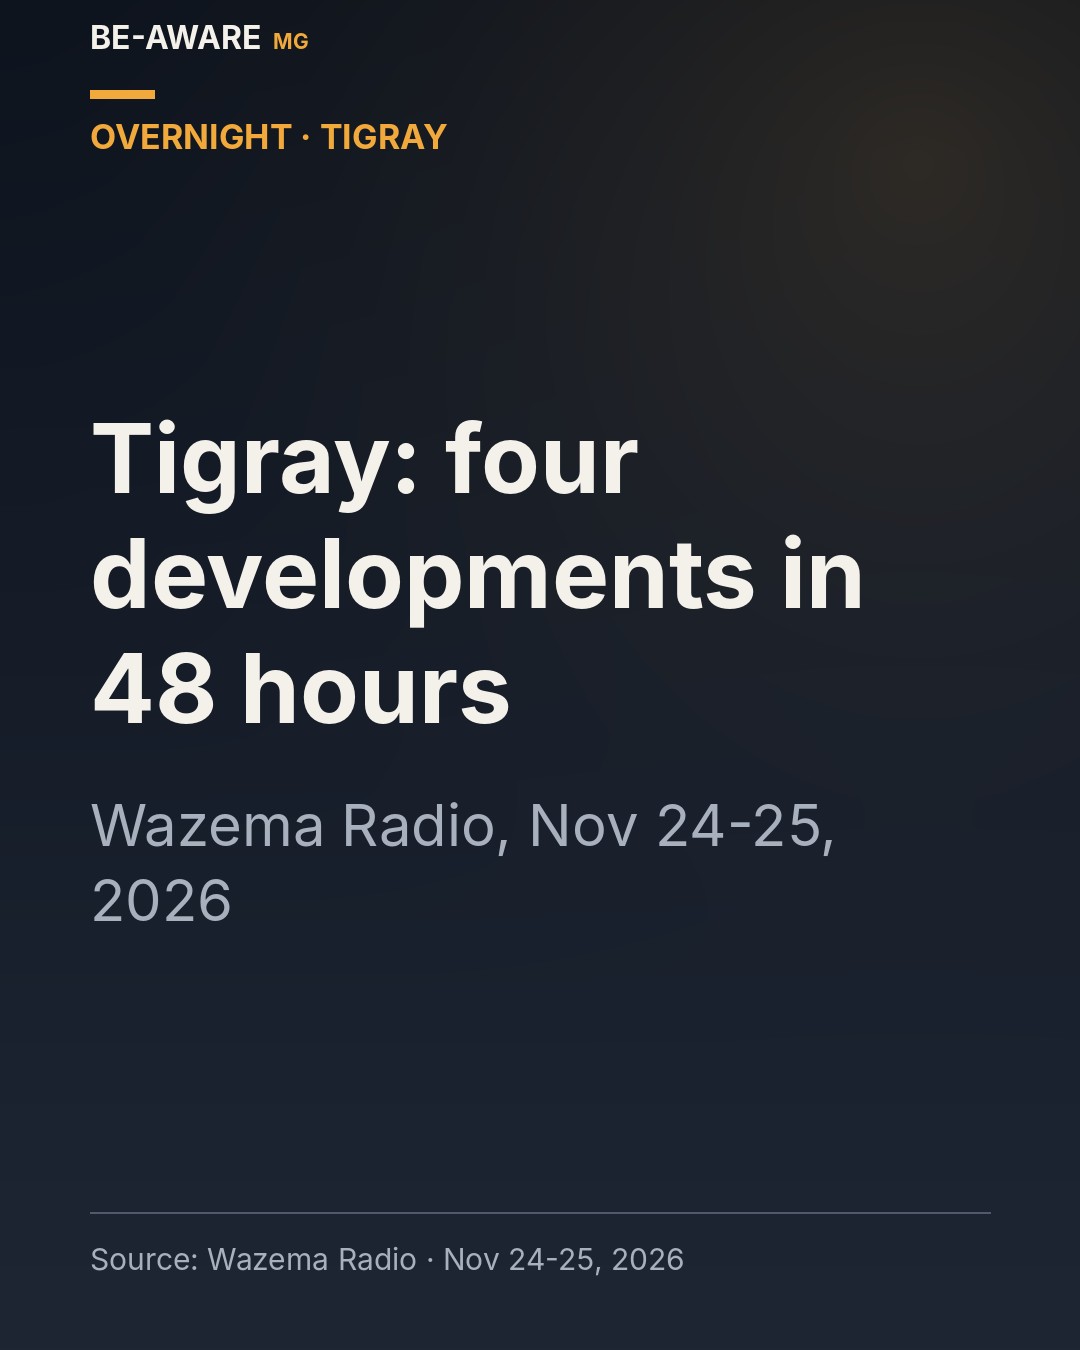 BE-AWARE MG
OVERNIGHT · TIGRAY
Tigray: four
developments in
48 hours
Wazema Radio, Nov 24-25,
2026
Source: Wazema Radio · Nov 24-25, 2026